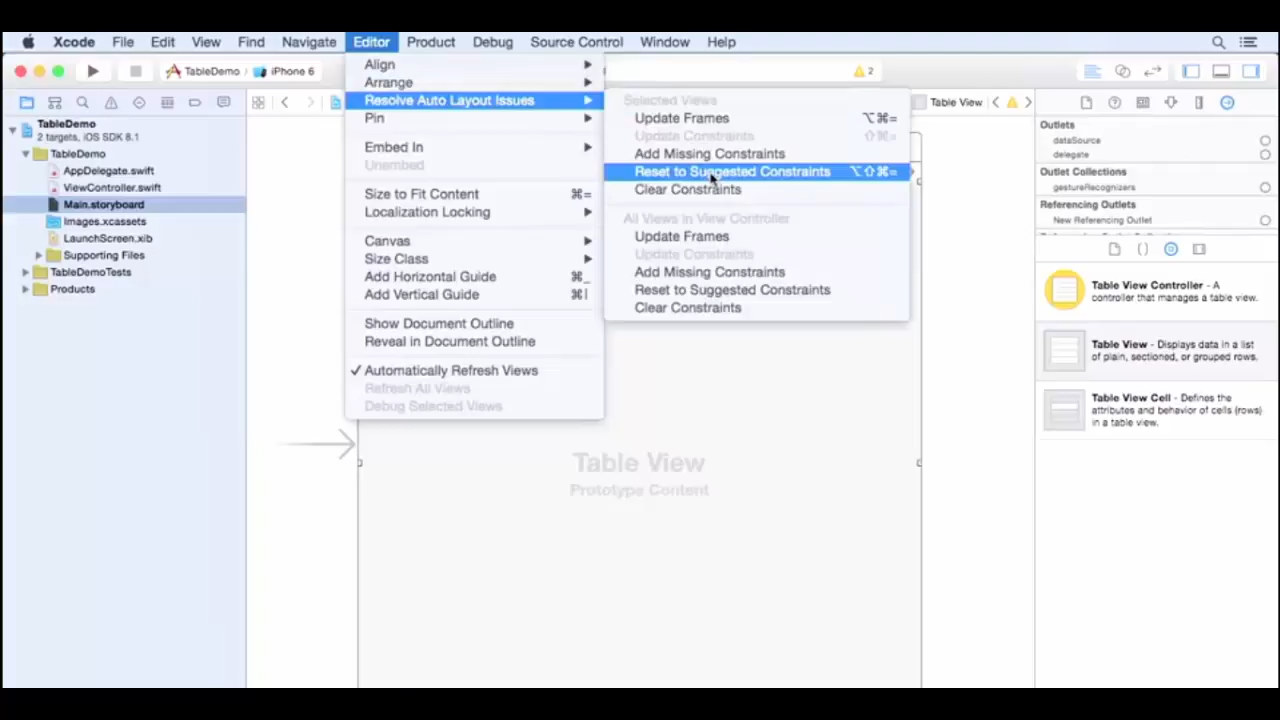 Xcode File Edit View Find Navigate Editor Product Debug Source Control Window Help
TableDemo iPhone 6
2
Table View
TableDemo
2 targets, iOS SDK 8.1
TableDemo
AppDelegate.swift
ViewController.swift
Main.storyboard
Images.xcassets
LaunchScreen.xib
Supporting Files
TableDemoTests
Products
Align
Arrange
Resolve Auto Layout Issues
Pin
Embed In
Unembed
Size to Fit Content ⌘=
Localization Locking
Canvas
Size Class
Add Horizontal Guide ⌘_
Add Vertical Guide ⌘|
Show Document Outline
Reveal in Document Outline
✓ Automatically Refresh Views
Refresh All Views
Debug Selected Views
Selected Views
Update Frames ⌥⌘=
Update Constraints ⇧⌘=
Add Missing Constraints
Reset to Suggested Constraints ⌥⇧⌘=
Clear Constraints
All Views in View Controller
Update Frames
Update Constraints
Add Missing Constraints
Reset to Suggested Constraints
Clear Constraints
Table View
Prototype Content
Outlets
dataSource
delegate
Outlet Collections
gestureRecognizers
Referencing Outlets
New Referencing Outlet
Table View Controller - A
controller that manages a table view.
Table View - Displays data in a list
of plain, sectioned, or grouped rows.
Table View Cell - Defines the
attributes and behavior of cells (rows)
in a table view.